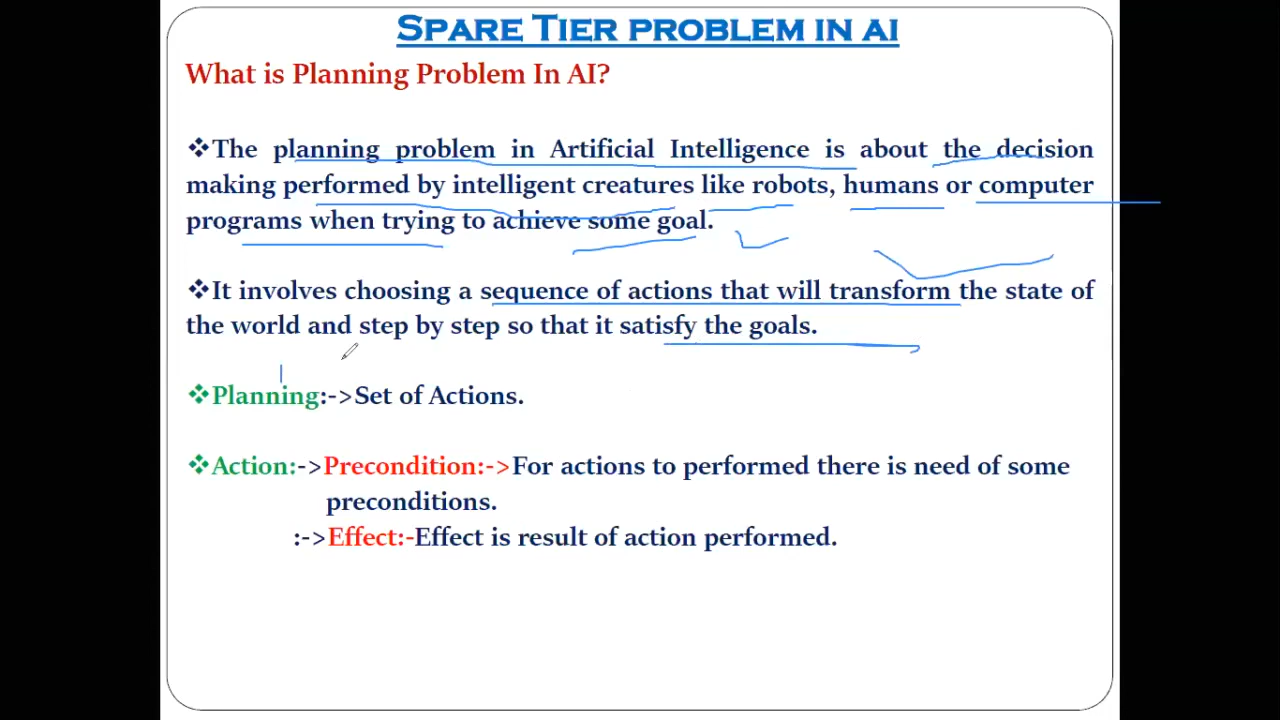 SPARE TIER PROBLEM IN AI
What is Planning Problem In AI?
❖The planning problem in Artificial Intelligence is about the decision
making performed by intelligent creatures like robots, humans or computer
programs when trying to achieve some goal.
❖It involves choosing a sequence of actions that will transform the state of
the world and step by step so that it satisfy the goals.
❖Planning:->Set of Actions.
❖Action:->Precondition:->For actions to performed there is need of some
preconditions.
:->Effect:-Effect is result of action performed.